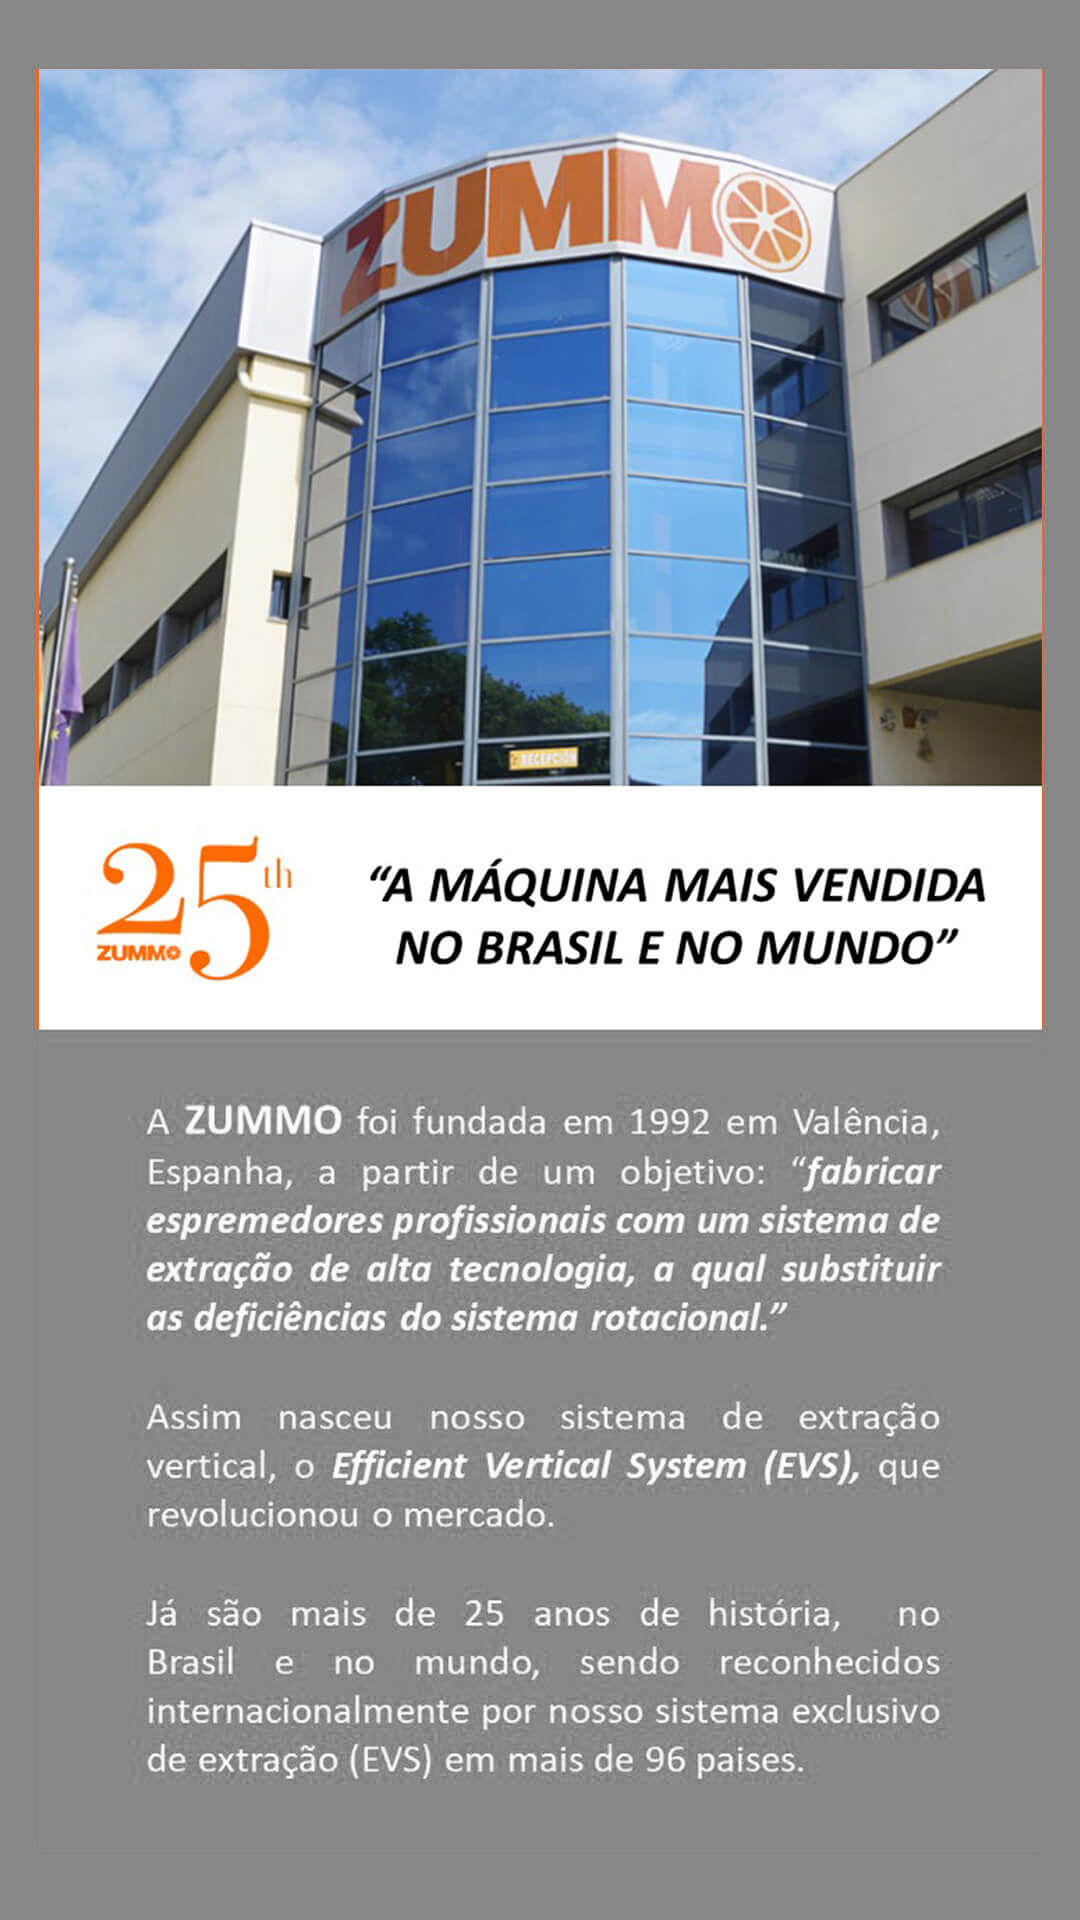 ZUMMO
RECEPCIÓN
25th
ZUMMO
“A MÁQUINA MAIS VENDIDA
NO BRASIL E NO MUNDO”
A ZUMMO foi fundada em 1992 em Valência,
Espanha, a partir de um objetivo: “fabricar
espremedores profissionais com um sistema de
extração de alta tecnologia, a qual substituir
as deficiências do sistema rotacional.”
Assim nasceu nosso sistema de extração
vertical, o Efficient Vertical System (EVS), que
revolucionou o mercado.
Já são mais de 25 anos de história, no
Brasil e no mundo, sendo reconhecidos
internacionalmente por nosso sistema exclusivo
de extração (EVS) em mais de 96 paises.